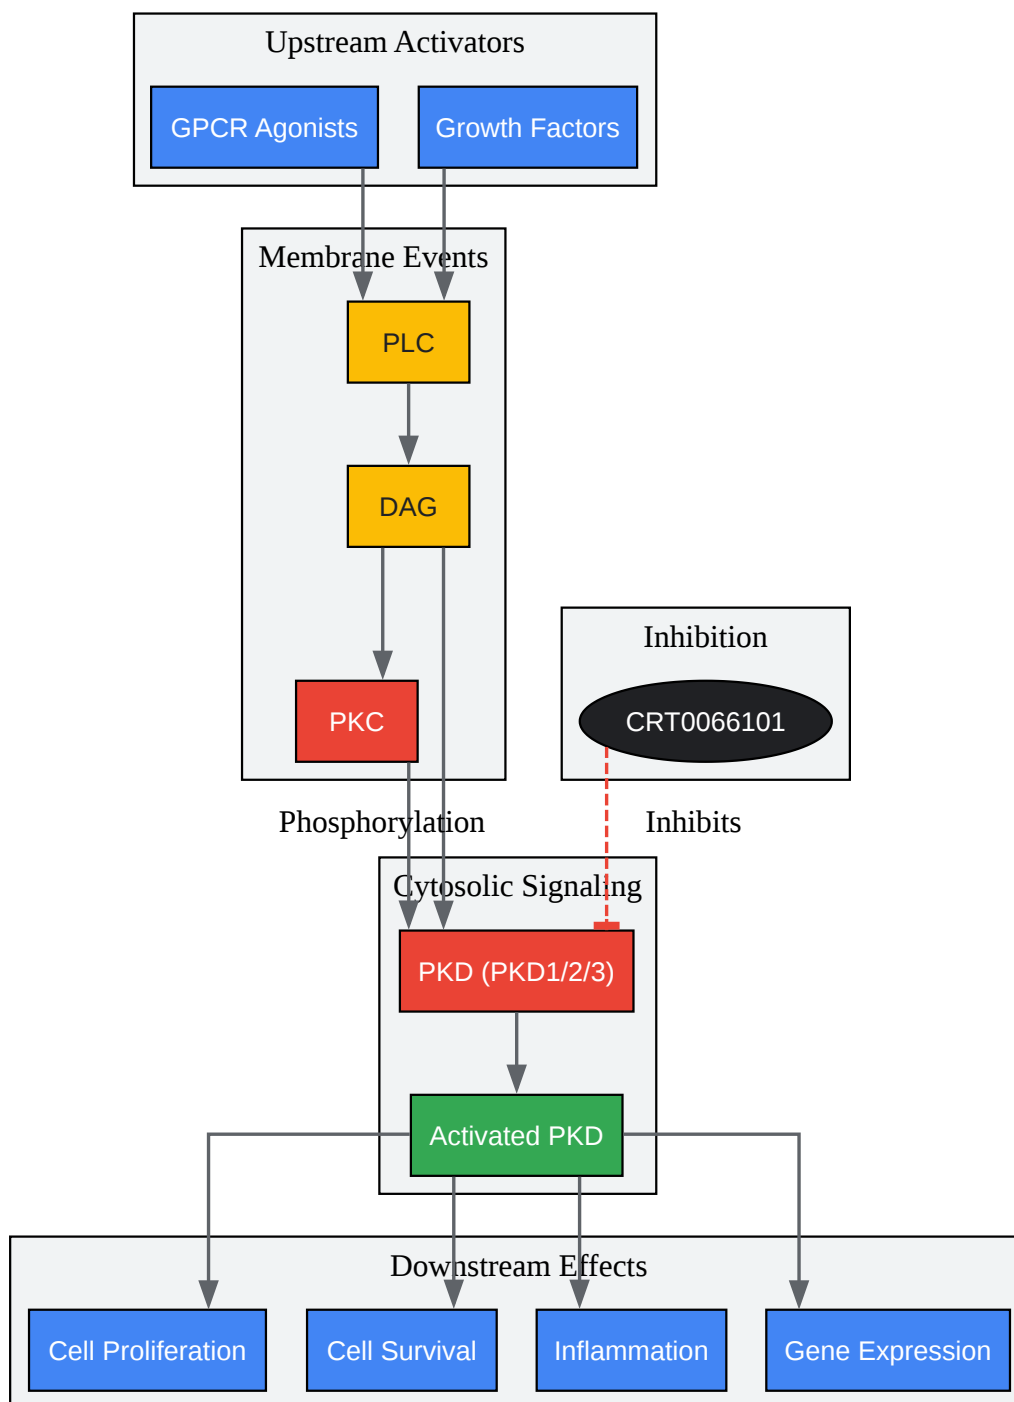 Upstream Activators
GPCR Agonists
Growth Factors
Membrane Events
PLC
DAG
Inhibition
PKC
CRT0066101
Phosphorylation
Inhibits
Cytosolic Signaling
PKD (PKD1/2/3)
Activated PKD
Downstream Effects
Cell Proliferation
Cell Survival
Inflammation
Gene Expression